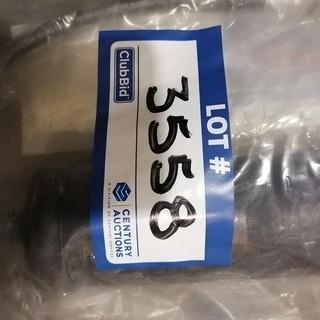 LOT #
3558
ClubBid
CENTURY
AUCTIONS